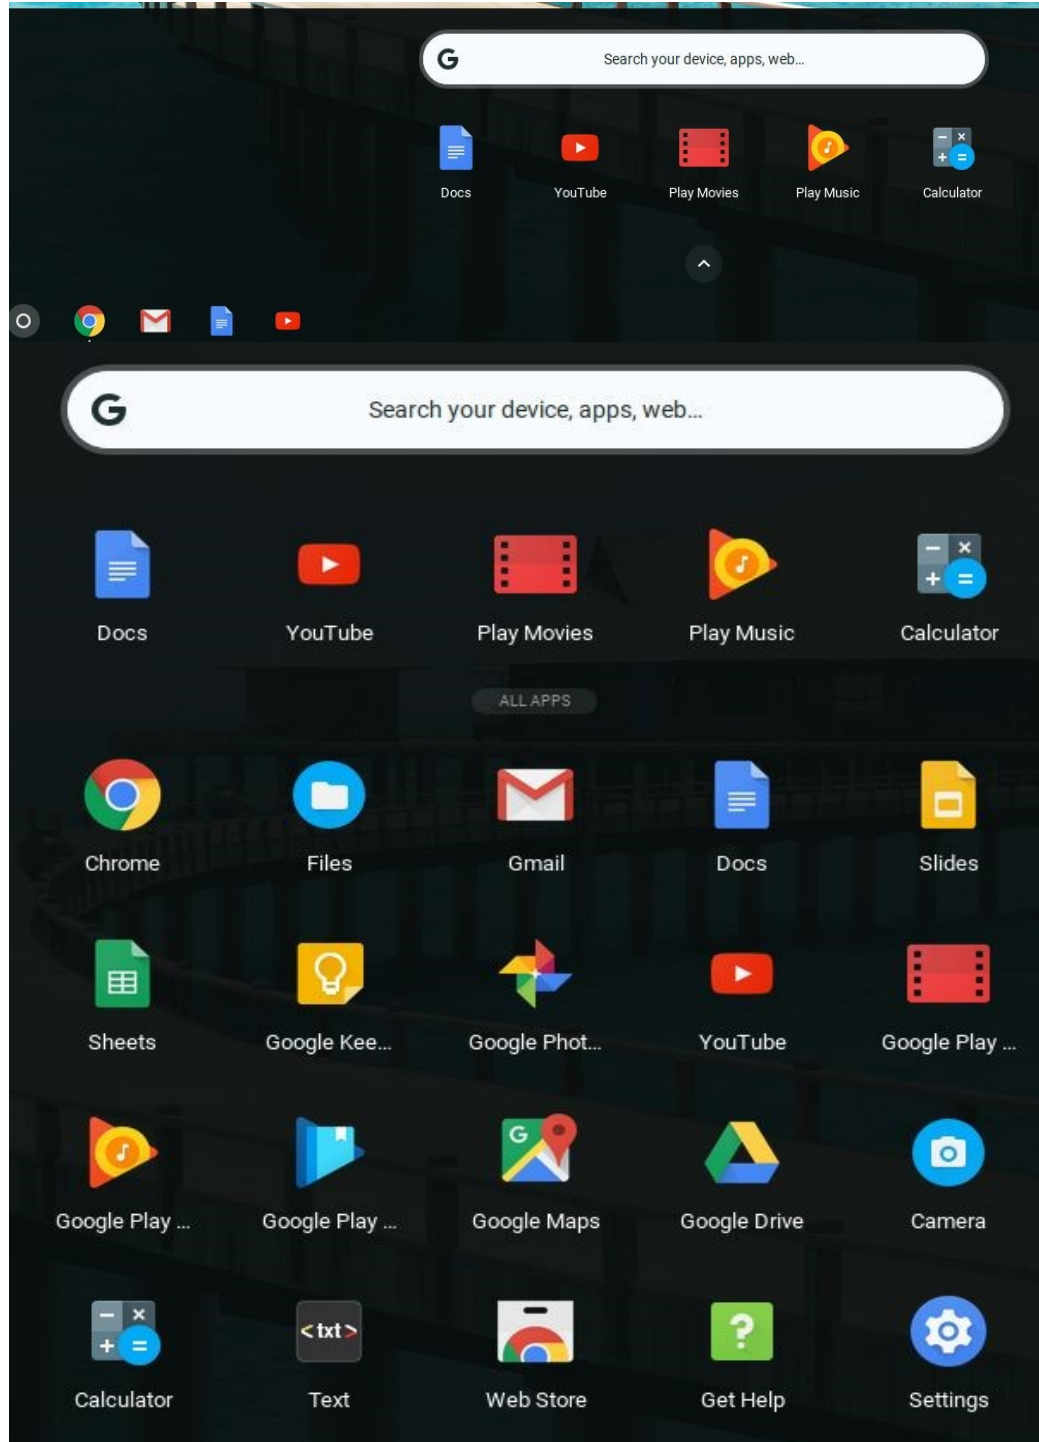 G Search your device, apps, web...
Docs YouTube Play Movies Play Music Calculator
G Search your device, apps, web...
Docs YouTube Play Movies Play Music Calculator
ALL APPS
Chrome Files Gmail Docs Slides
Sheets Google Kee... Google Phot... YouTube Google Play ...
G
Google Play ... Google Play ... Google Maps Google Drive Camera
<txt> ?
Calculator Text Web Store Get Help Settings